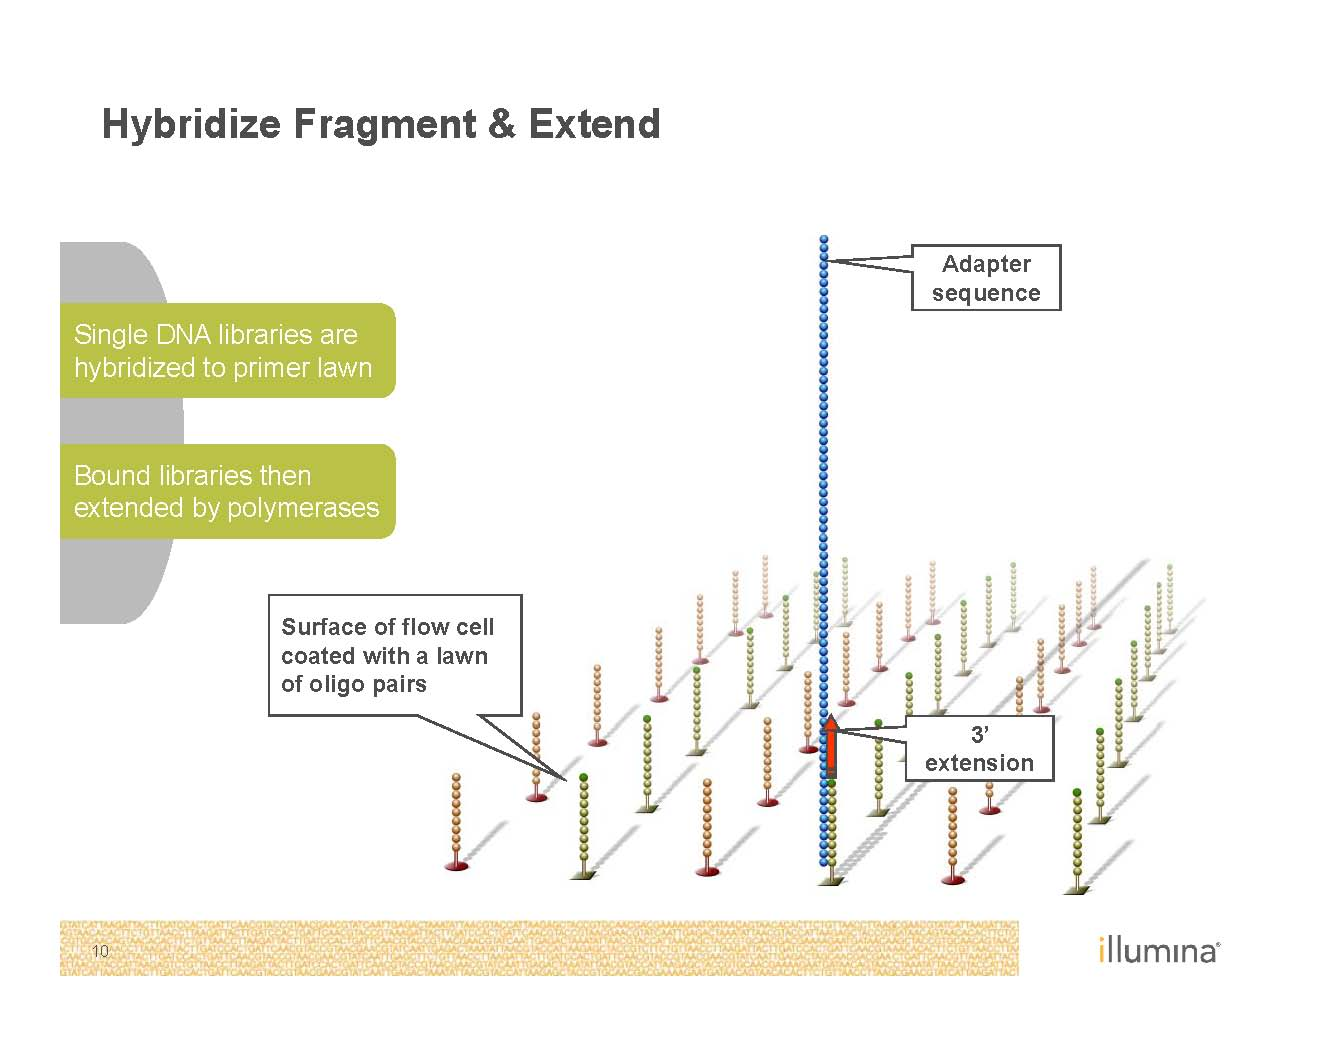 Hybridize Fragment & Extend
Single DNA libraries are
hybridized to primer lawn
Bound libraries then
extended by polymerases
Adapter
sequence
Surface of flow cell
coated with a lawn
of oligo pairs
3’
extension
10
illumina®